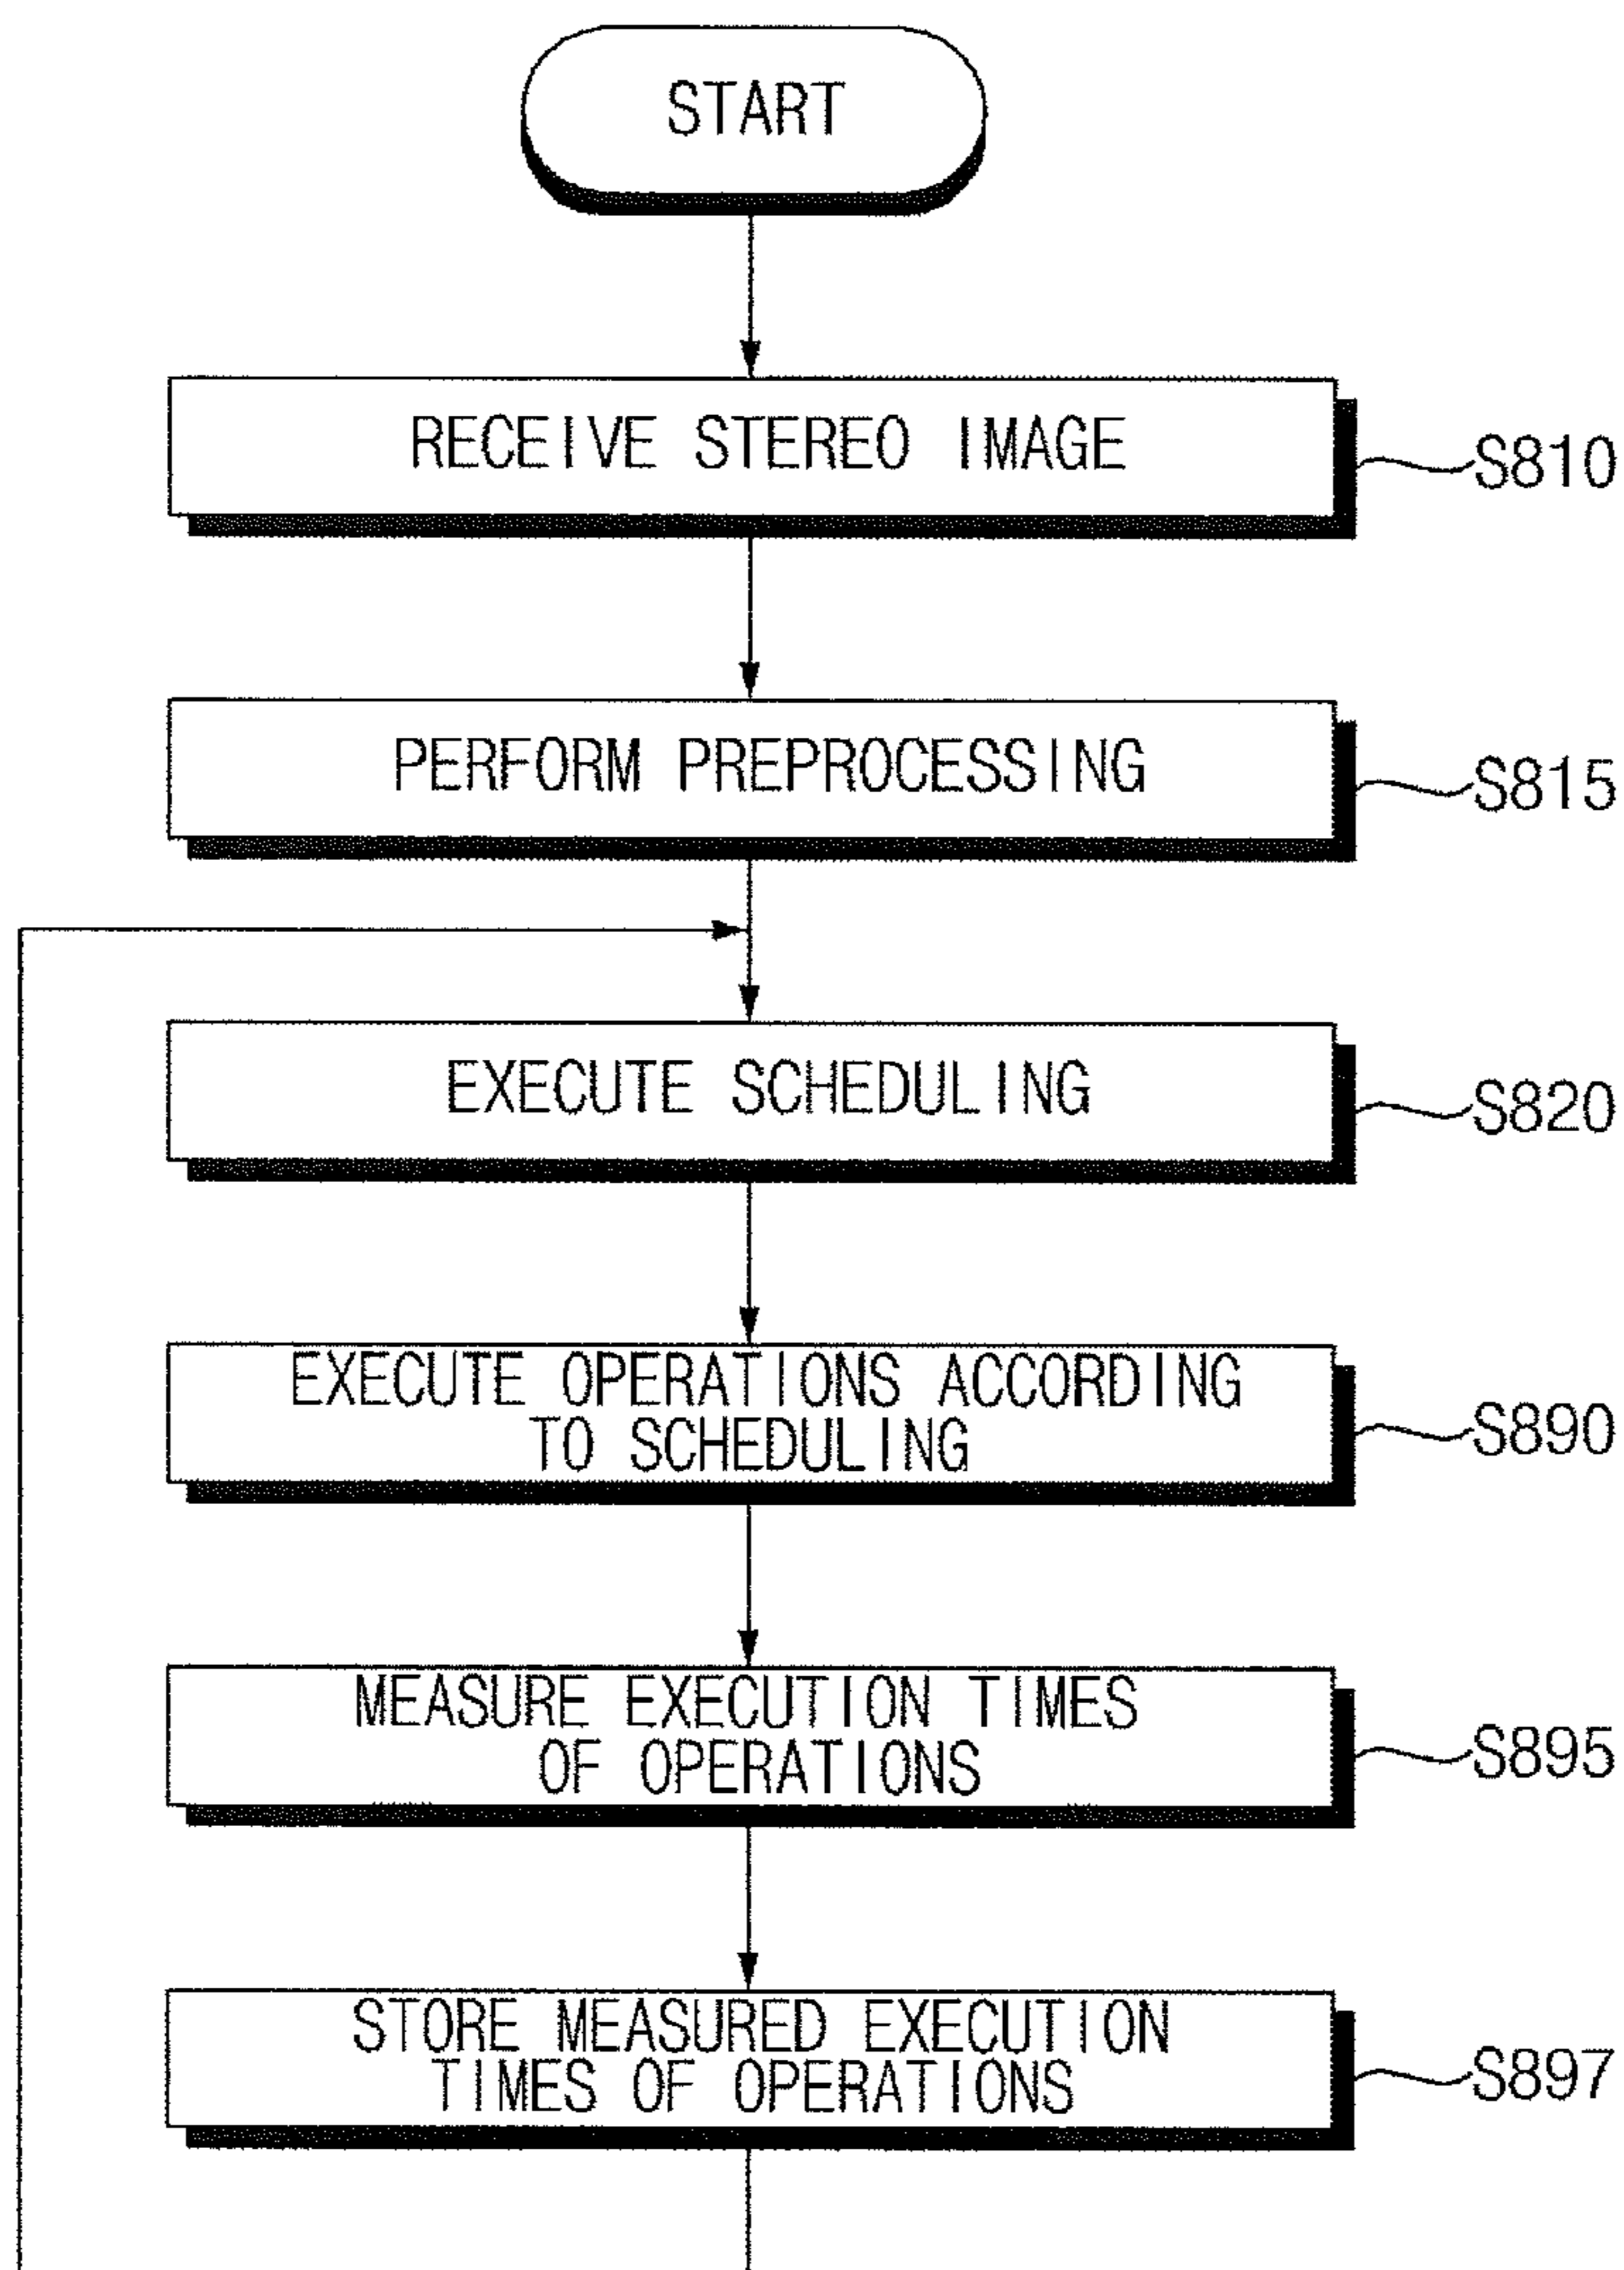 START
RECEIVE STEREO IMAGE
S810
PERFORM PREPROCESSING
S815
EXECUTE SCHEDULING
S820
EXECUTE OPERATIONS ACCORDING
TO SCHEDULING
S890
MEASURE EXECUTION TIMES
OF OPERATIONS
S895
STORE MEASURED EXECUTION
TIMES OF OPERATIONS
S897